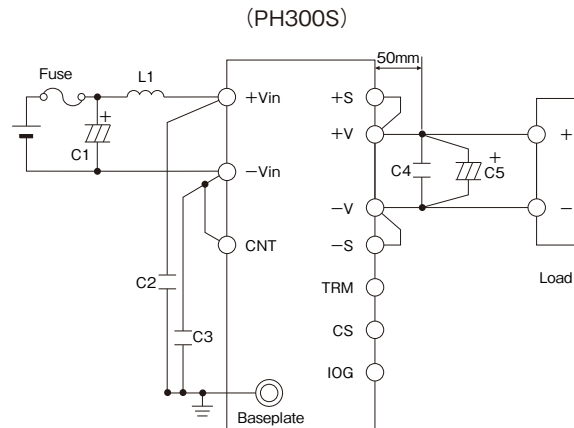 (PH300S)
50mm
Fuse
L1
+Vin
+S
+
C1
+V
+
C4
+
C5
−Vin
−V
−
CNT
−S
Load
C2
TRM
C3
CS
IOG
Baseplate